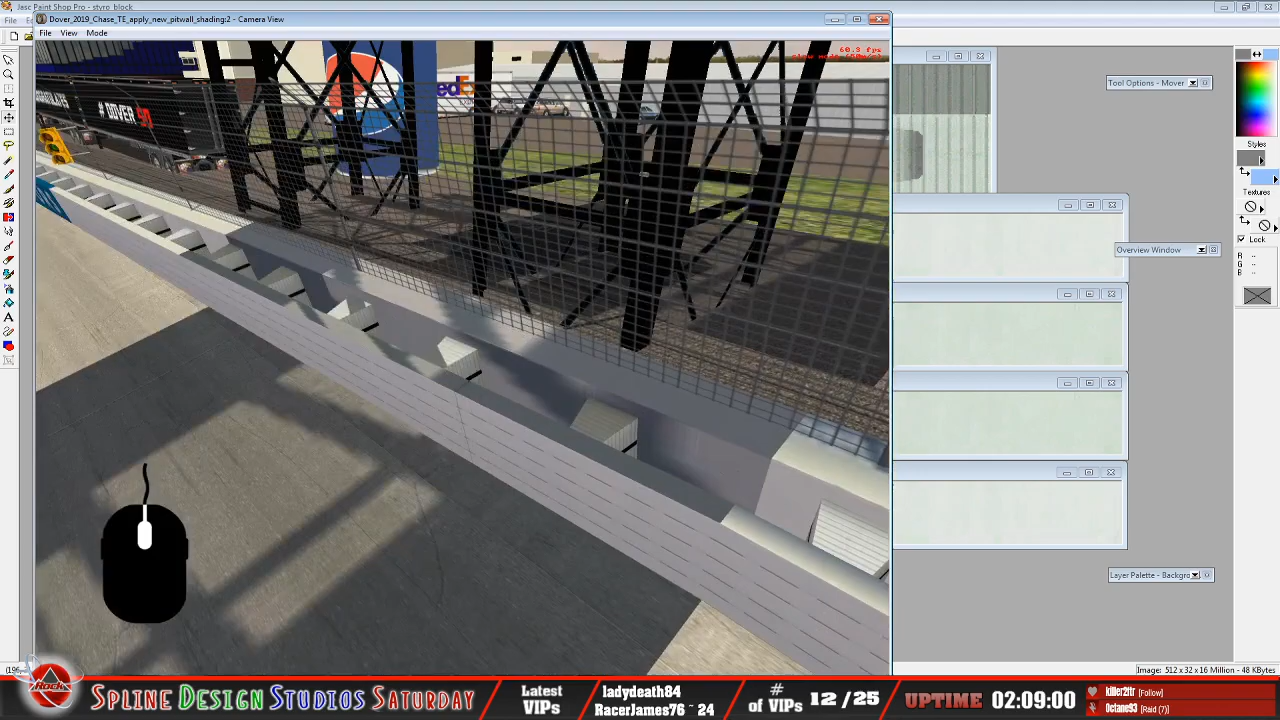 Jasc Paint Shop Pro - styro_block
Dover_2019_Chase_TE_apply_new_pitwall_shading:2 - Camera View
File View Mode
60.3 fps
# DOVER
FedEx
Tool Options - Mover
Overview Window
Layer Palette - Backgro
Styles
Textures
Lock
R --
G --
B --
Image: 512 x 32 x 16 Million - 48 KBytes
SPLINE DESIGN STUDIOS SATURDAY
Latest VIPs
ladydeath84
RacerJames76 ~ 24
# of VIPs
12 /25
UPTIME
02:09:00
killer2ltr [Follow]
Octane93 [Raid (7)]